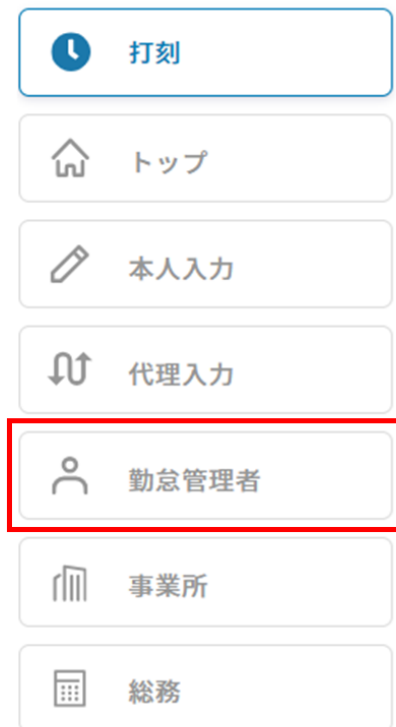 打刻
トップ
本人入力
代理入力
勤怠管理者
事業所
総務